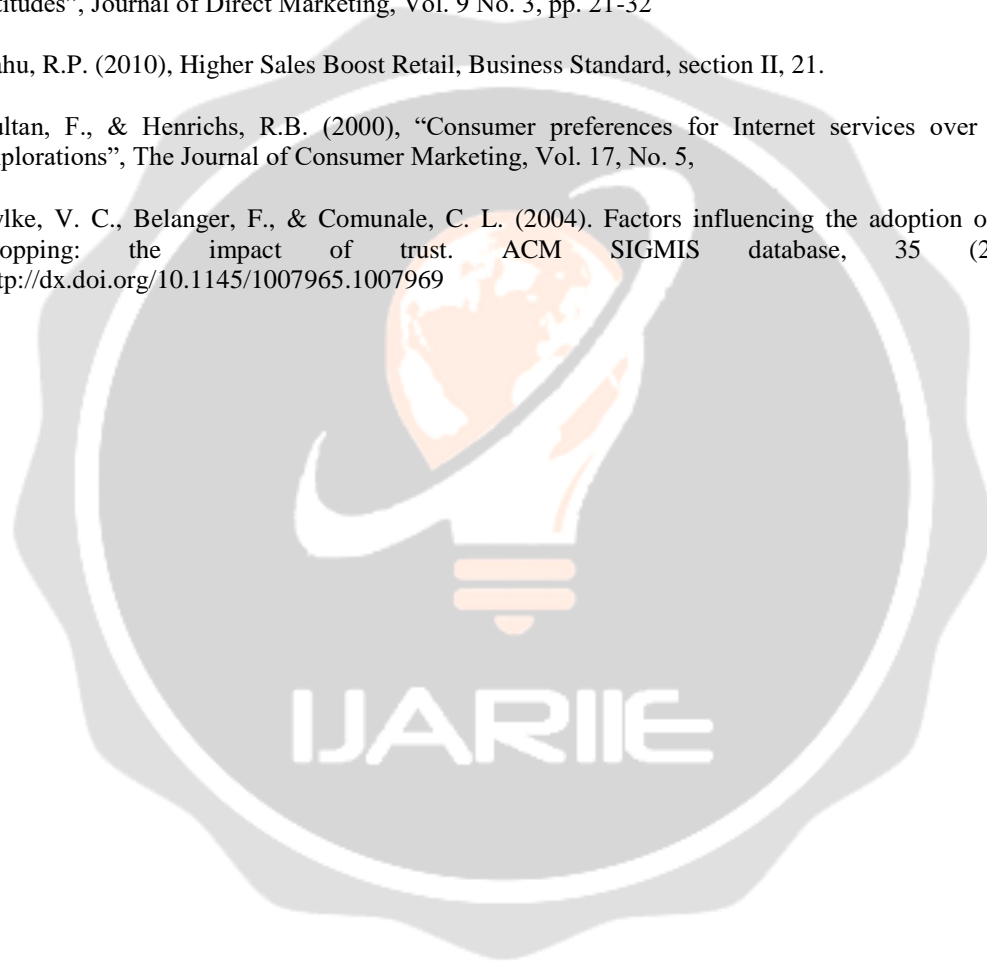 titudes”, Journal of Direct Marketing, Vol. 9 No. 3, pp. 21-32
ahu, R.P. (2010), Higher Sales Boost Retail, Business Standard, section II, 21.
ultan, F., & Henrichs, R.B. (2000), “Consumer preferences for Internet services over
plorations”, The Journal of Consumer Marketing, Vol. 17, No. 5,
ylke, V. C., Belanger, F., & Comunale, C. L. (2004). Factors influencing the adoption o
opping: the impact of trust. ACM SIGMIS database, 35 (2
tp://dx.doi.org/10.1145/1007965.1007969
IJARIIE